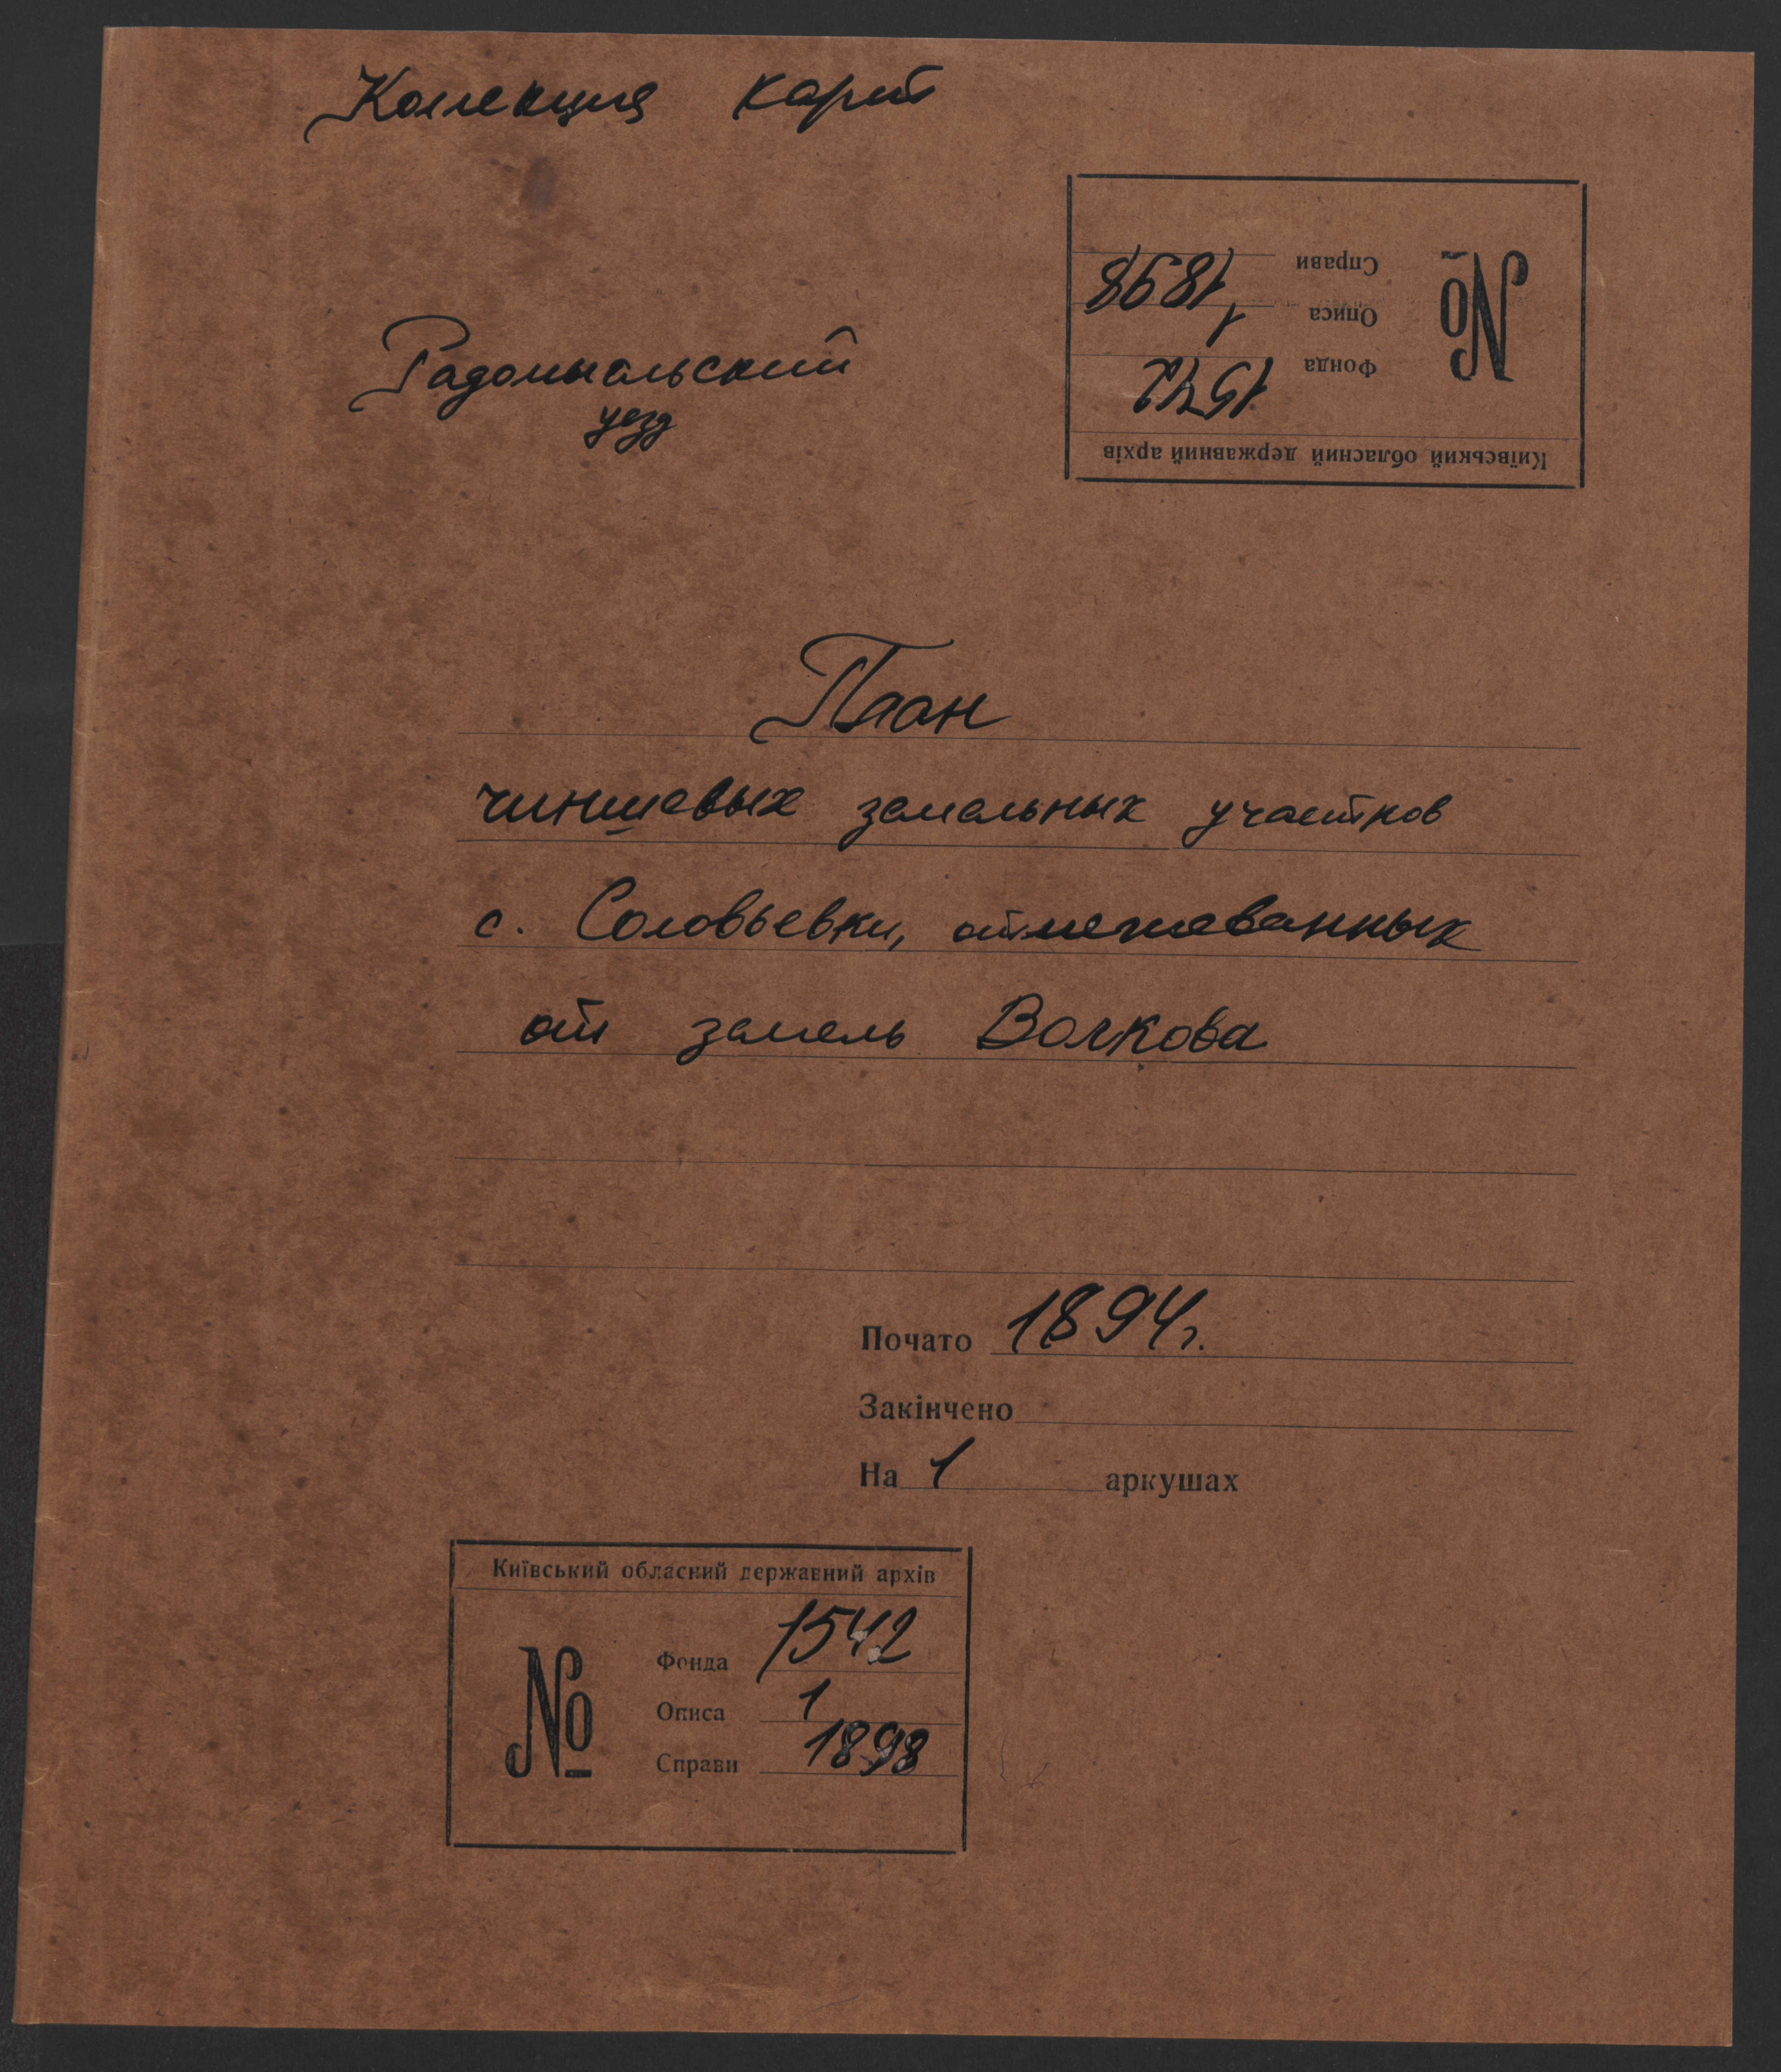 Коллекция карт
Радомысльский
уезд
Київський обласний державний архів
№
Фонда 1542
Описа 1
Справи 1898
План
чиншевых земельных участков
с. Соловьевки, отмежеванных
от земель Волкова
Почато 1894г.
Закінчено
На 1 аркушах
Київський обласний державний архів
№
Фонда 1542
Описа 1
Справи 1898